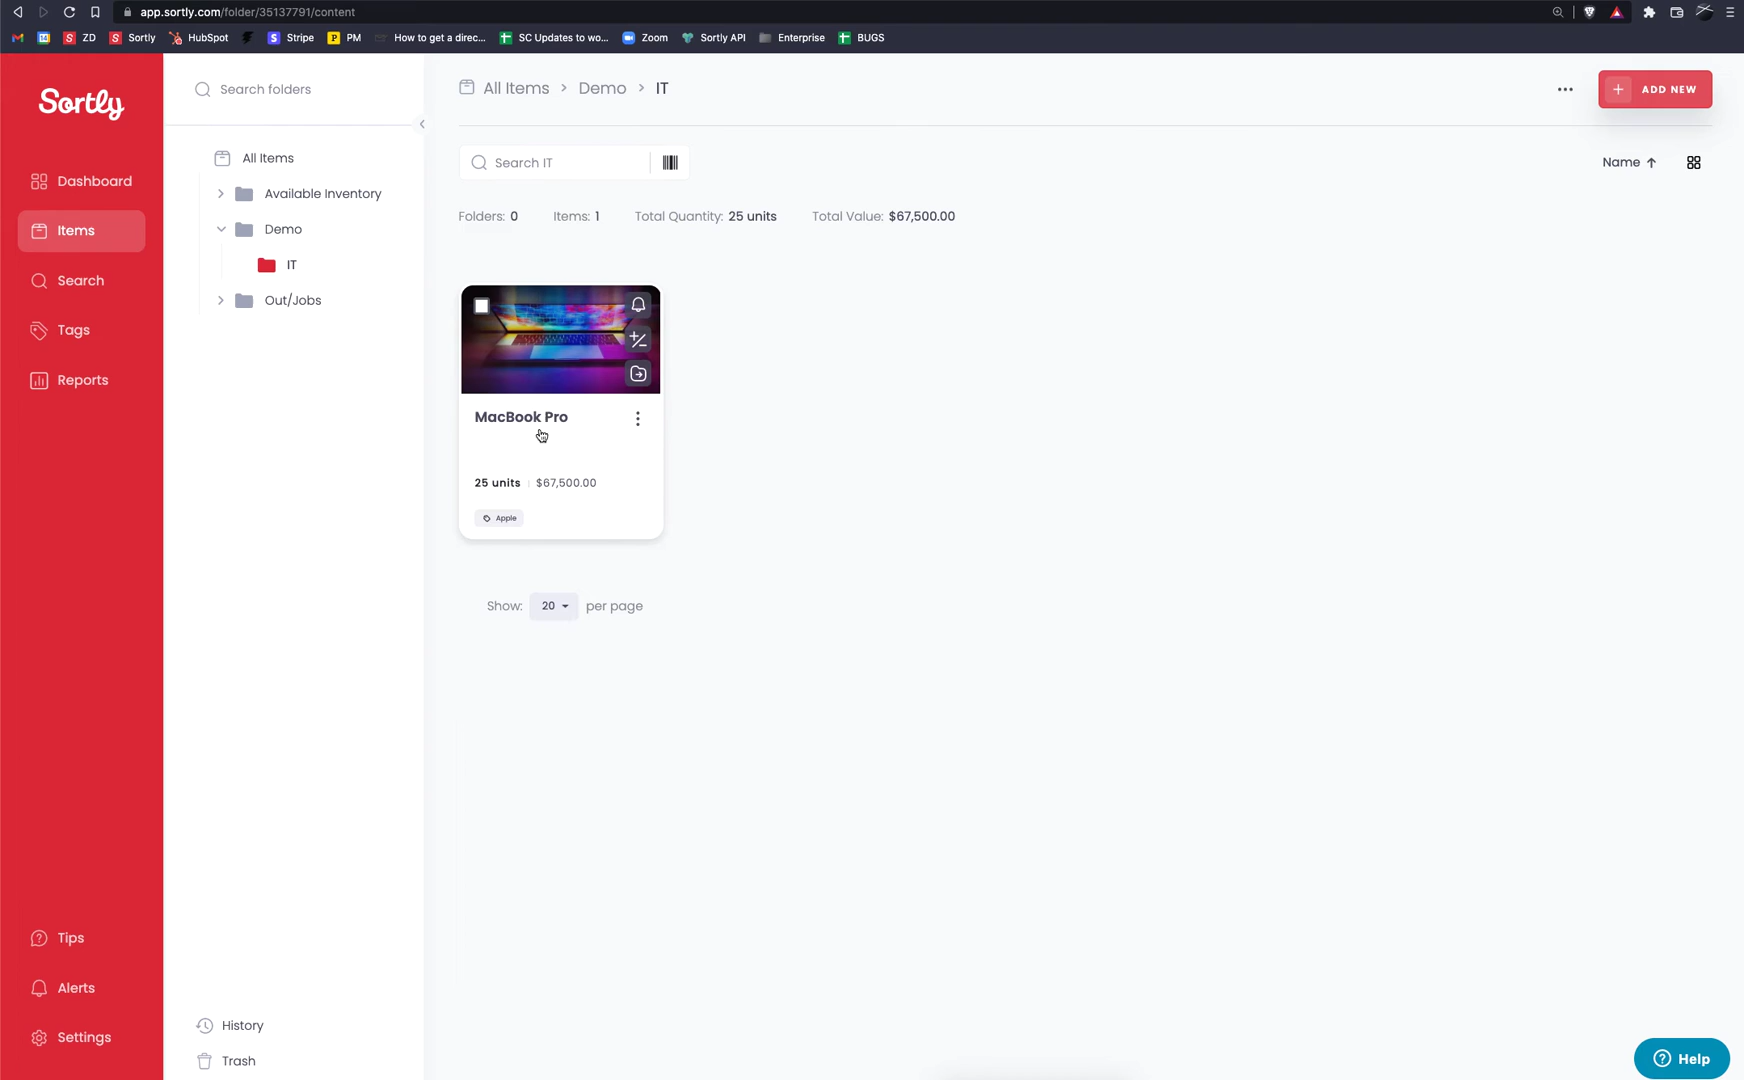 app.sortly.com/folder/35137791/content
ZD Sortly HubSpot Stripe PM How to get a direc... SC Updates to wo... Zoom Sortly API Enterprise BUGS
Sortly
Dashboard
Items
Search
Tags
Reports
Tips
Alerts
Settings
Search folders
All Items
Available Inventory
Demo
IT
Out/Jobs
History
Trash
All Items > Demo > IT
ADD NEW
Search IT
Name
Folders: 0 Items: 1 Total Quantity: 25 units Total Value: $67,500.00
MacBook Pro
25 units $67,500.00
Apple
Show: 20 per page
Help